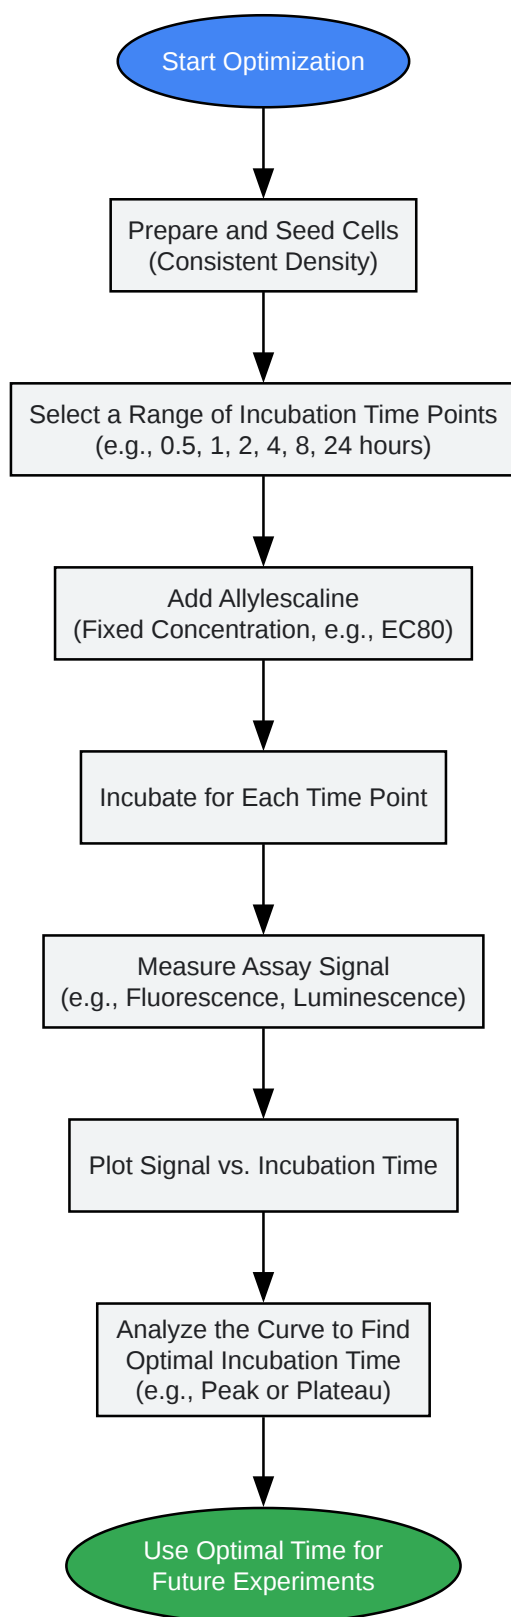 Start Optimization
Prepare and Seed Cells
(Consistent Density)
Select a Range of Incubation Time Points
(e.g., 0.5, 1, 2, 4, 8, 24 hours)
Add Allylescaline
(Fixed Concentration, e.g., EC80)
Incubate for Each Time Point
Measure Assay Signal
(e.g., Fluorescence, Luminescence)
Plot Signal vs. Incubation Time
Analyze the Curve to Find
Optimal Incubation Time
(e.g., Peak or Plateau)
Use Optimal Time for
Future Experiments